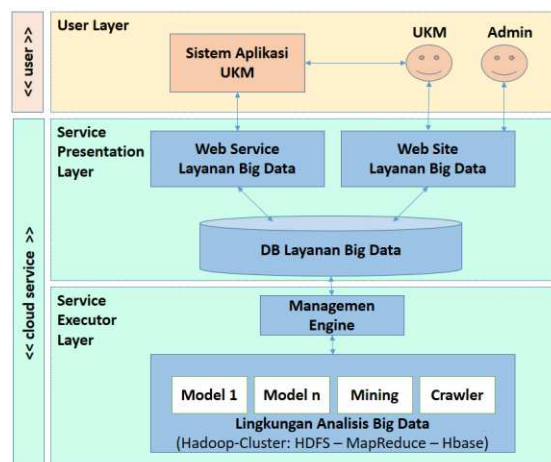 << user >>
User Layer
UKM
Admin
Sistem Aplikasi
UKM
<< cloud service >>
Service
Presentation
Layer
Web Service
Layanan Big Data
Web Site
Layanan Big Data
DB Layanan Big Data
Service
Executor
Layer
Managemen
Engine
Model 1
Model n
Mining
Crawler
Lingkungan Analisis Big Data
(Hadoop-Cluster: HDFS – MapReduce – Hbase)